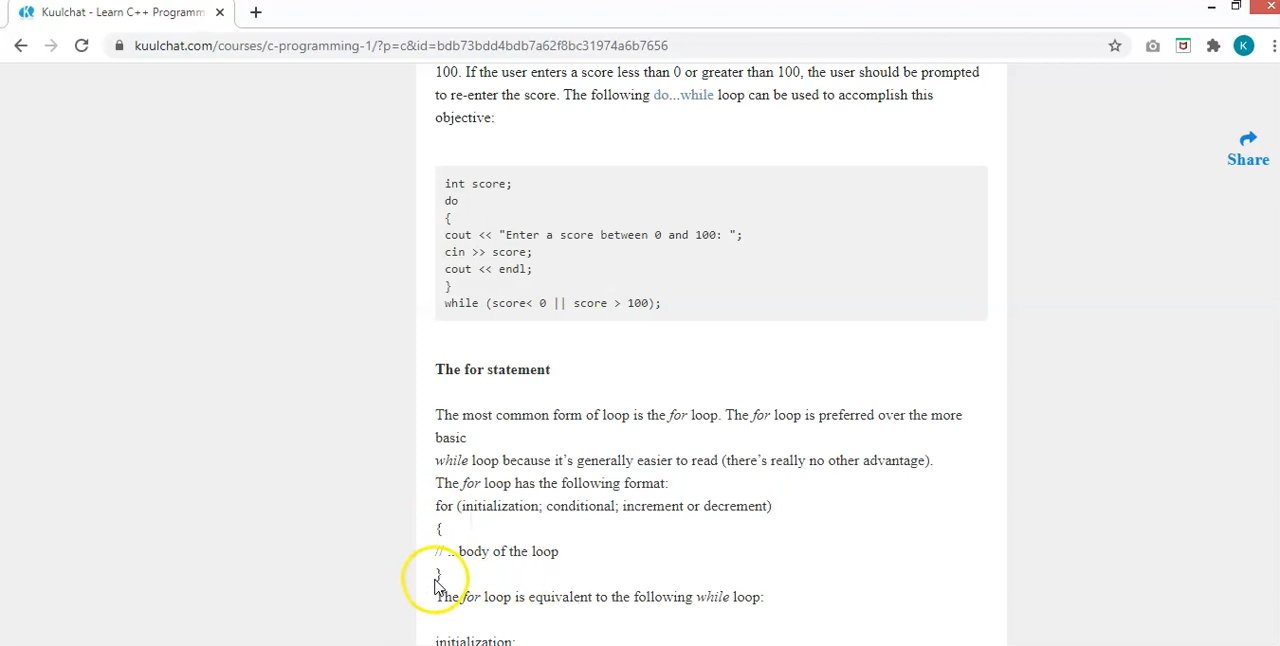 Kuulchat - Learn C++ Programm
kuulchat.com/courses/c-programming-1/?p=c&id=bdb73bdd4bdb7a62f8bc31974a6b7656
K
100. If the user enters a score less than 0 or greater than 100, the user should be prompted
to re-enter the score. The following do...while loop can be used to accomplish this
objective:
Share
int score;
do
{
cout << "Enter a score between 0 and 100: ";
cin >> score;
cout << endl;
}
while (score< 0 || score > 100);
The for statement
The most common form of loop is the for loop. The for loop is preferred over the more
basic
while loop because it's generally easier to read (there's really no other advantage).
The for loop has the following format:
for (initialization; conditional; increment or decrement)
{
// ...body of the loop
}
The for loop is equivalent to the following while loop:
initialization;